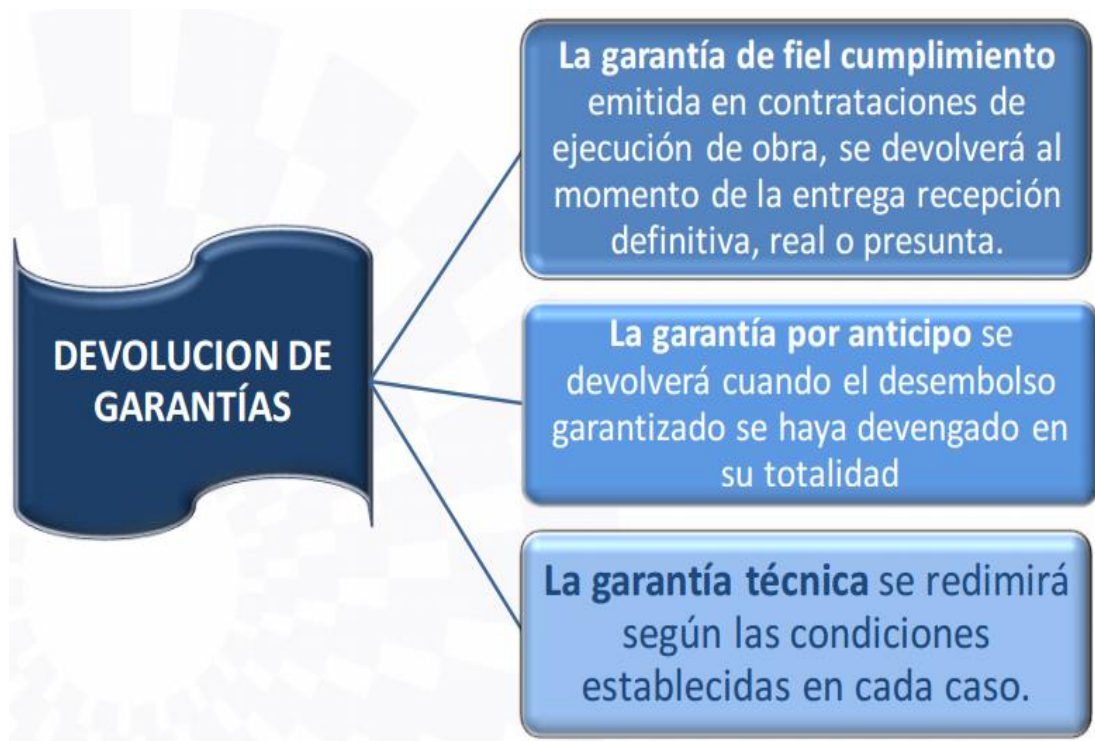 DEVOLUCION DE
GARANTÍAS
La garantía de fiel cumplimiento
emitida en contrataciones de
ejecución de obra, se devolverá al
momento de la entrega recepción
definitiva, real o presunta.
La garantía por anticipo se
devolverá cuando el desembolso
garantizado se haya devengado en
su totalidad
La garantía técnica se redimirá
según las condiciones
establecidas en cada caso.